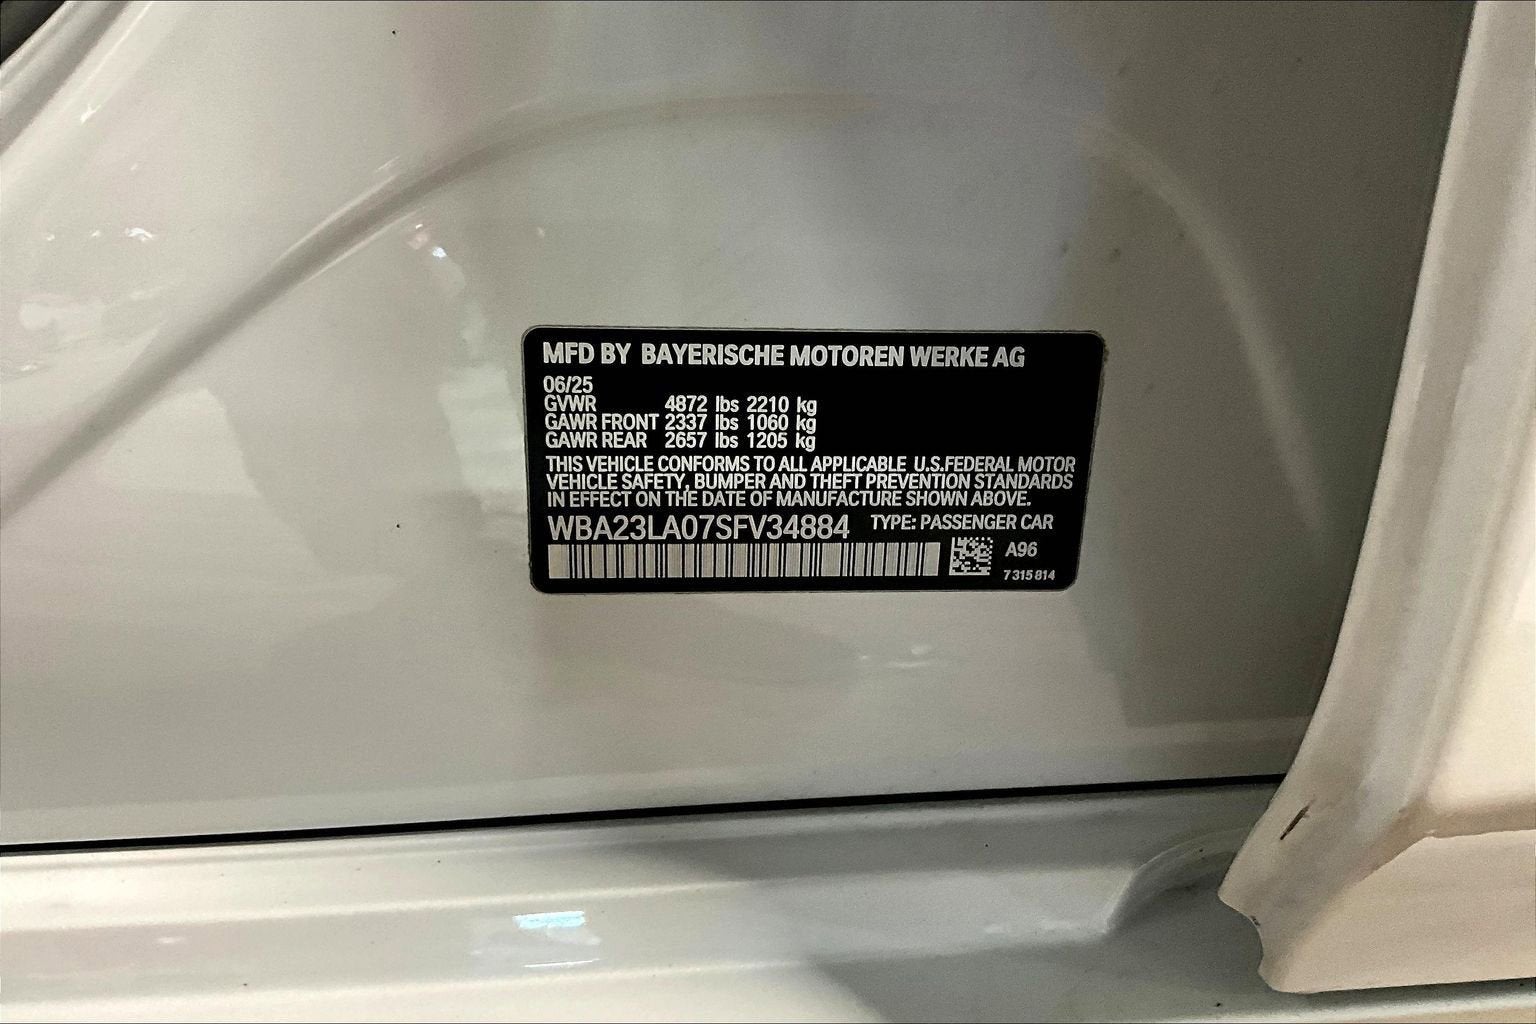 MFD BY BAYERISCHE MOTOREN WERKE AG
06/25
GVWR 4872 lbs 2210 kg
GAWR FRONT 2337 lbs 1060 kg
GAWR REAR 2657 lbs 1205 kg
THIS VEHICLE CONFORMS TO ALL APPLICABLE U.S.FEDERAL MOTOR
VEHICLE SAFETY, BUMPER AND THEFT PREVENTION STANDARDS
IN EFFECT ON THE DATE OF MANUFACTURE SHOWN ABOVE.
WBA23LA07SFV34884 TYPE: PASSENGER CAR
A96
7315814